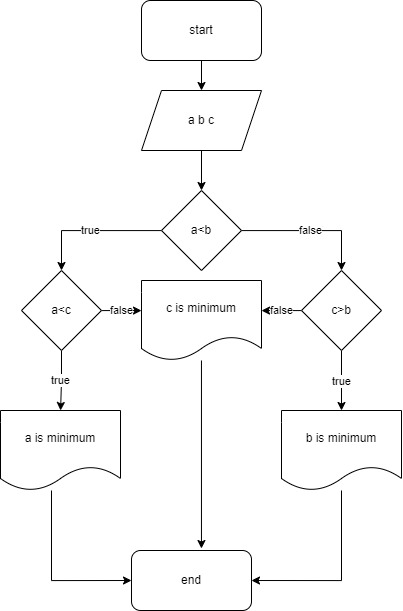 start
a b c
a<b
true
false
a<c
false
c is minimum
false
c>b
true
true
a is minimum
b is minimum
end